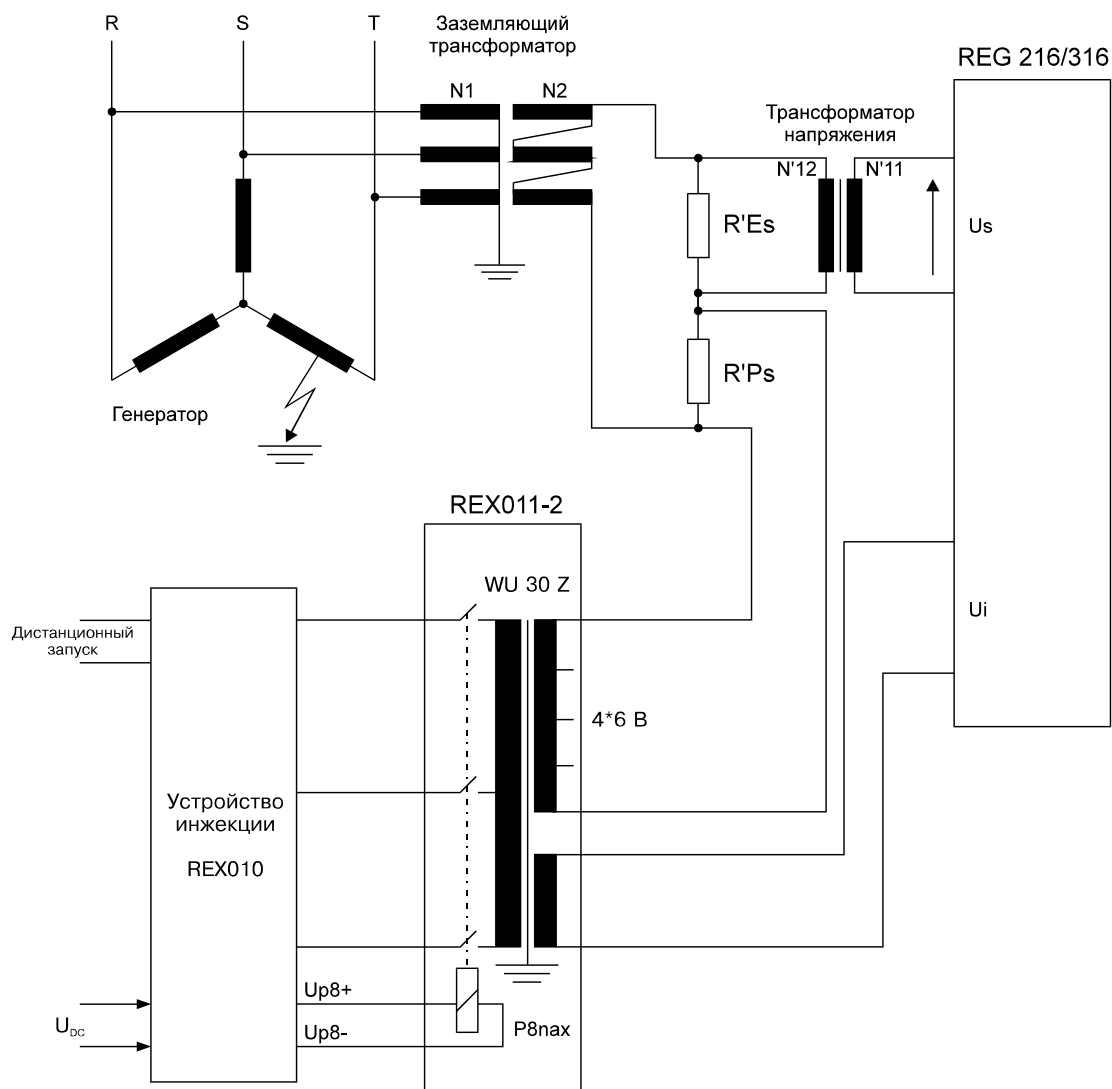 R
S
T
Заземляющий
трансформатор
N1
N2
REG 216/316
Трансформатор
напряжения
N'12
N'11
R'Es
Us
R'Ps
Генератор
REX011-2
WU 30 Z
Дистанционный
запуск
Ui
4*6 В
Устройство
инжекции
REX010
Up8+
Up8-
UDC
P8nax